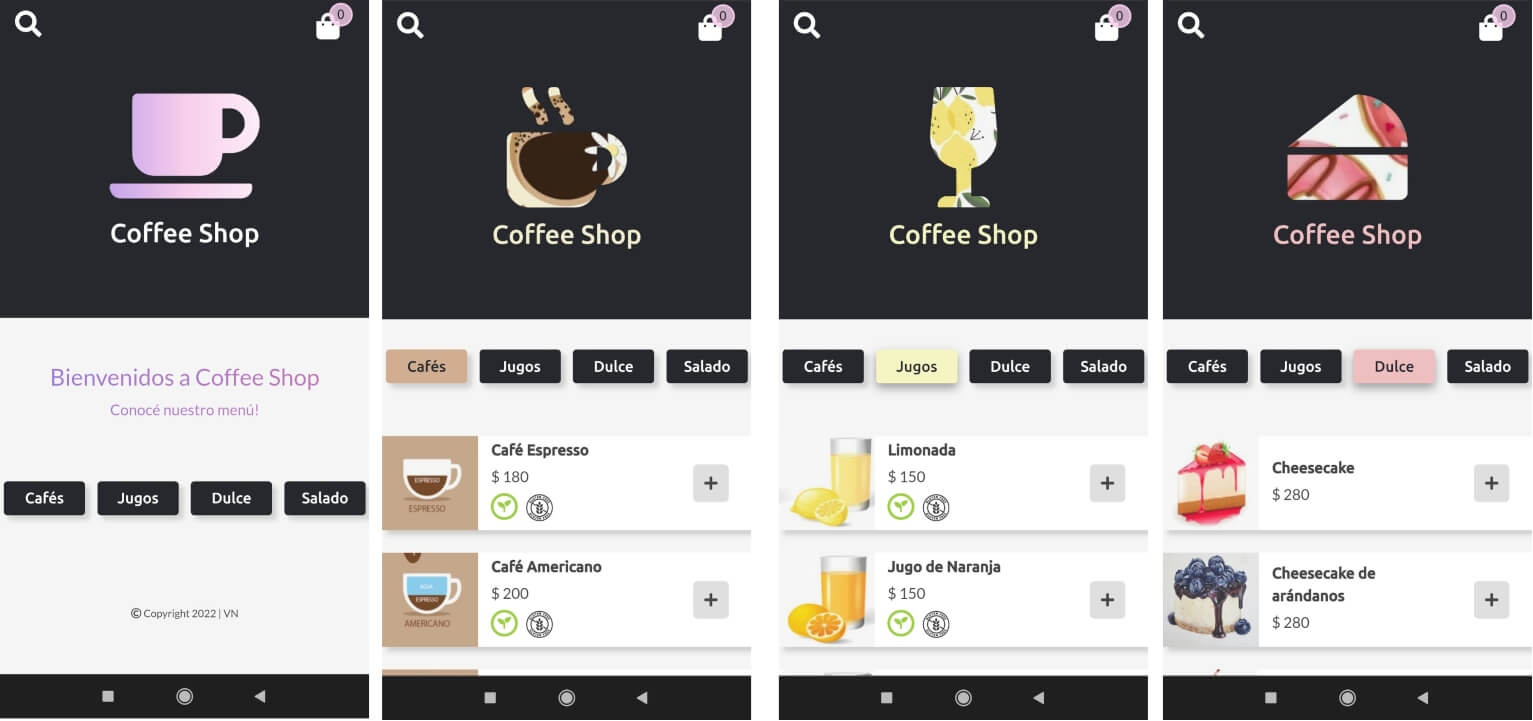 0
Coffee Shop
Bienvenidos a Coffee Shop
Conocé nuestro menú!
Cafés Jugos Dulce Salado
© Copyright 2022 | VN
0
Coffee Shop
Cafés Jugos Dulce Salado
Café Espresso
$ 180
ESPRESSO
ESPRESSO
Café Americano
$ 200
AGUA
ESPRESSO
AMERICANO
0
Coffee Shop
Cafés Jugos Dulce Salado
Limonada
$ 150
Jugo de Naranja
$ 150
0
Coffee Shop
Cafés Jugos Dulce Salado
Cheesecake
$ 280
Cheesecake de
arándanos
$ 280